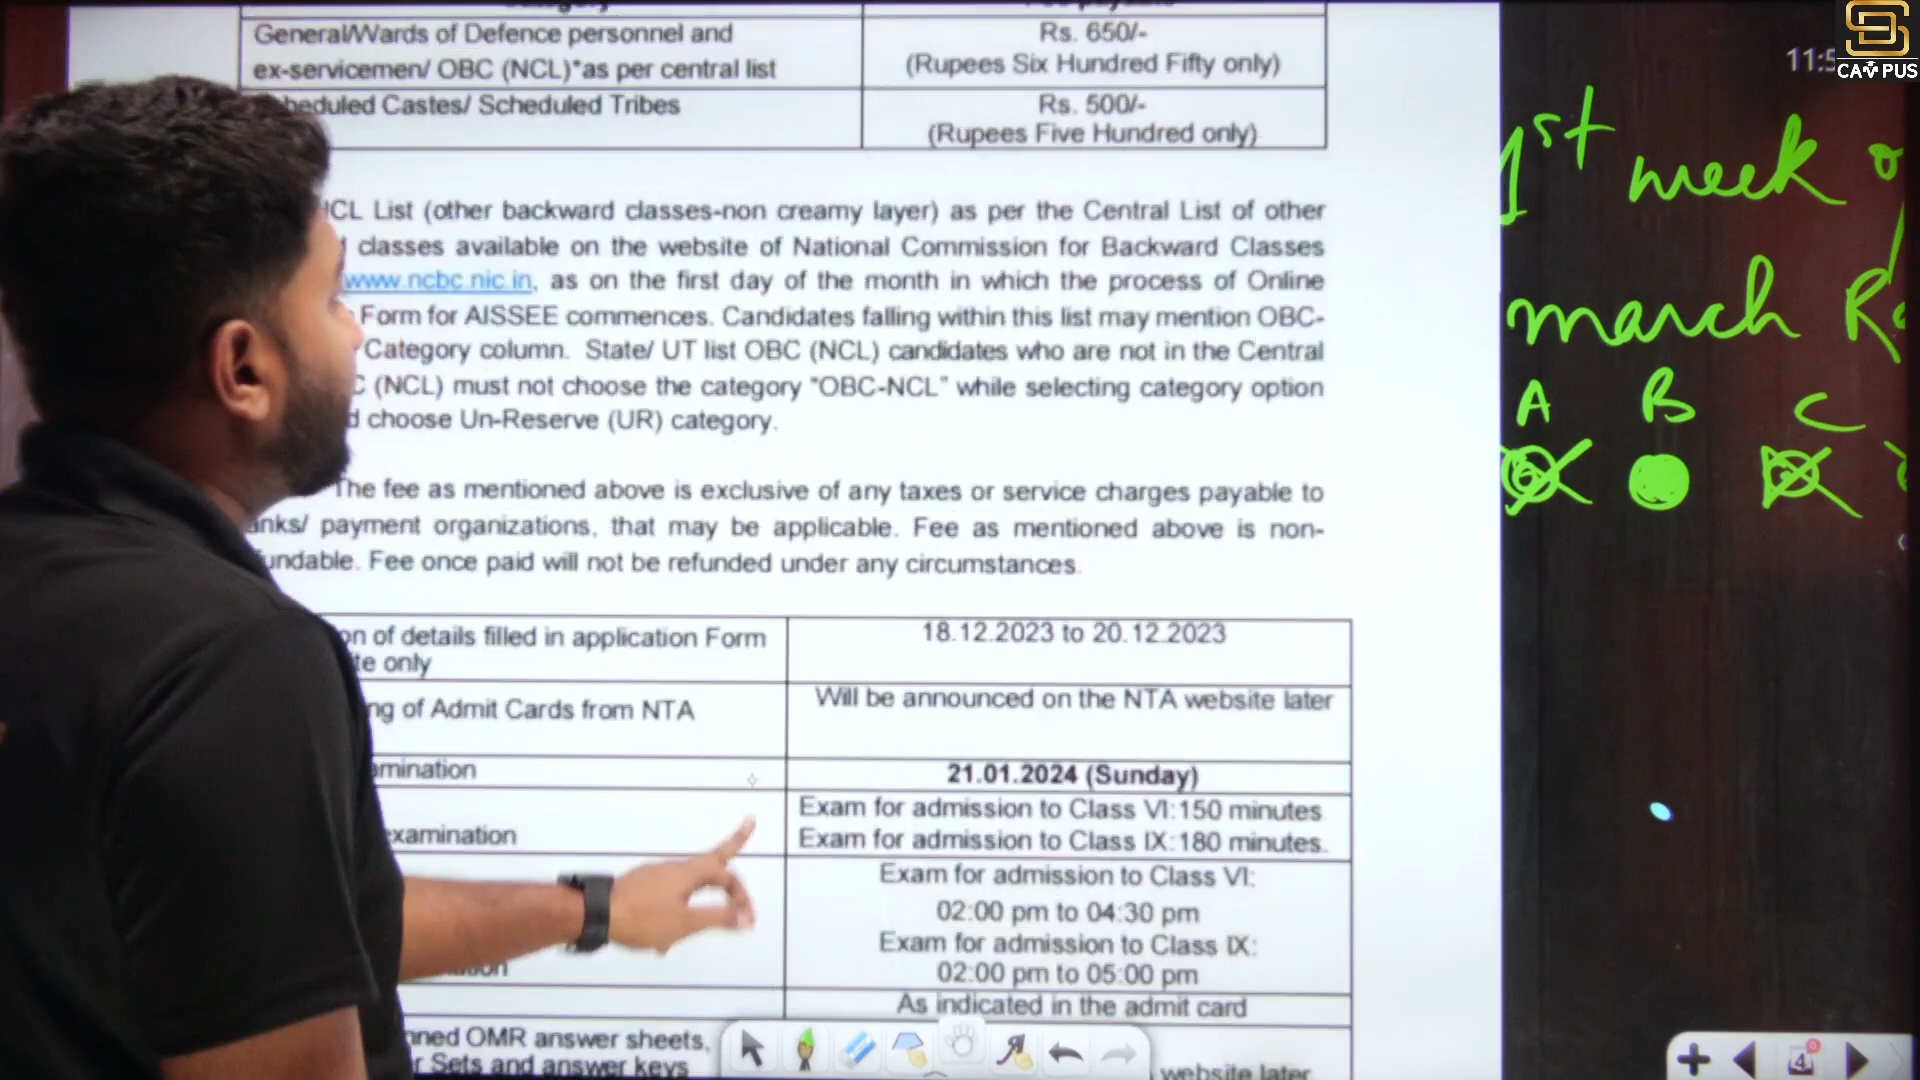 General/Wards of Defence personnel and
ex-servicemen/ OBC (NCL)*as per central list
Rs. 650/-
(Rupees Six Hundred Fifty only)
Castes/ Scheduled Tribes
Rs. 500/-
(Rupees Five Hundred only)
List (other backward classes-non creamy layer) as per the Central List of other
classes available on the website of National Commission for Backward Classes
www.ncbc.nic.in, as on the first day of the month in which the process of Online
Form for AISSEE commences. Candidates falling within this list may mention OBC-
Category column. State/ UT list OBC (NCL) candidates who are not in the Central
(NCL) must not choose the category "OBC-NCL" while selecting category option
choose Un-Reserve (UR) category.
The fee as mentioned above is exclusive of any taxes or service charges payable to
payment organizations, that may be applicable. Fee as mentioned above is non-
Fee once paid will not be refunded under any circumstances.
of details filled in application Form
only
18.12.2023 to 20.12.2023
of Admit Cards from NTA
Will be announced on the NTA website later
21.01.2024 (Sunday)
Exam for admission to Class VI:150 minutes
Exam for admission to Class IX:180 minutes.
Exam for admission to Class VI:
02:00 pm to 04:30 pm
Exam for admission to Class IX:
02:00 pm to 05:00 pm
As indicated in the admit card
OMR answer sheets,
Sets and answer keys
website later
1st week
march
A B C
4
CAMPUS